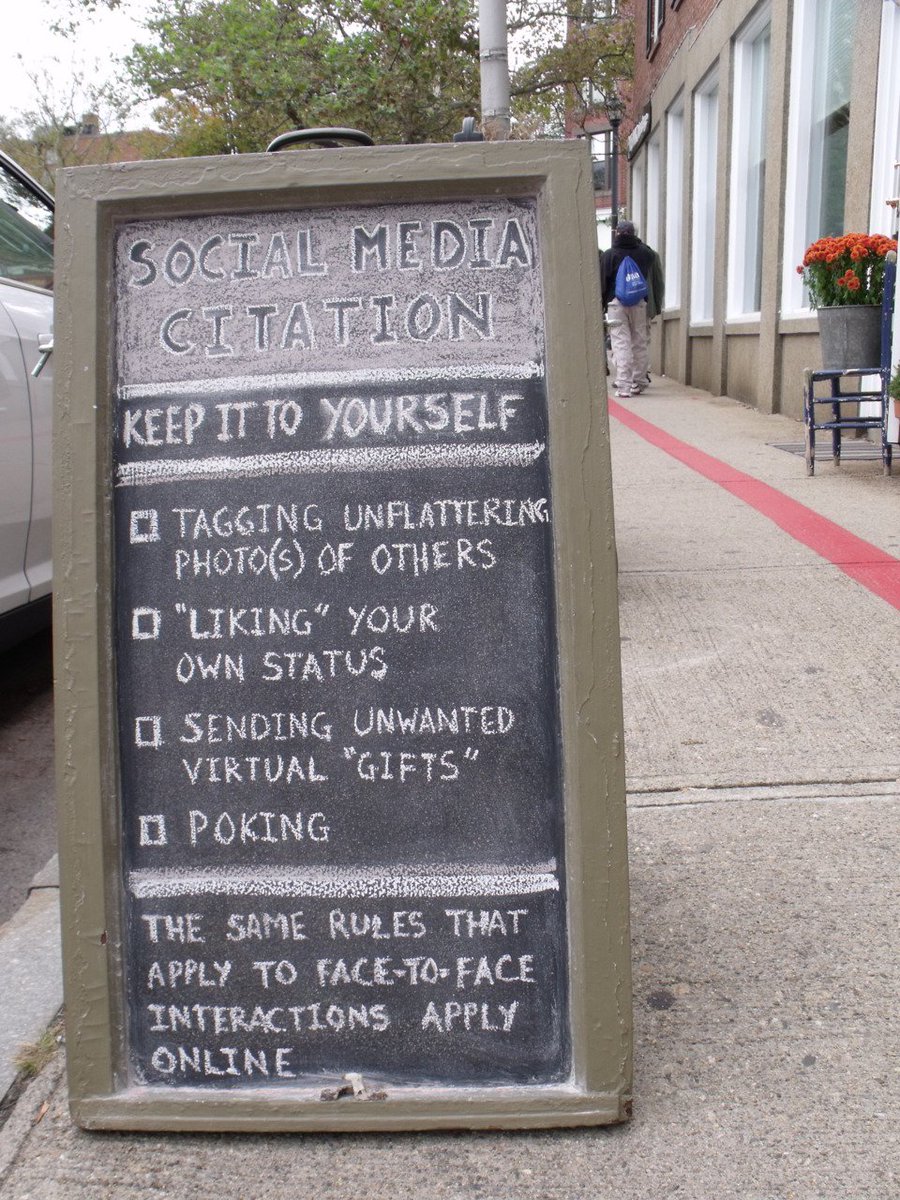 SOCIAL MEDIA
CITATION
KEEP IT TO YOURSELF
TAGGING UNFLATTERING
PHOTO(S) OF OTHERS
"LIKING" YOUR
OWN STATUS
SENDING UNWANTED
VIRTUAL "GIFTS"
POKING
THE SAME RULES THAT
APPLY TO FACE-TO-FACE
INTERACTIONS APPLY
ONLINE